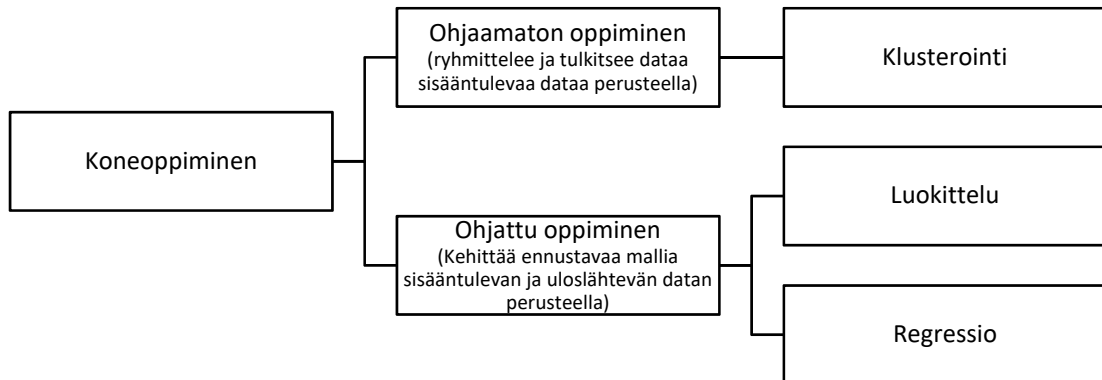 Koneoppiminen
Ohjaamaton oppiminen
(ryhmittelee ja tulkitsee dataa
sisääntulevaa dataa perusteella)
Klusterointi
Ohjattu oppiminen
(Kehittää ennustavaa mallia
sisääntulevan ja uloslähtevän datan
perusteella)
Luokittelu
Regressio